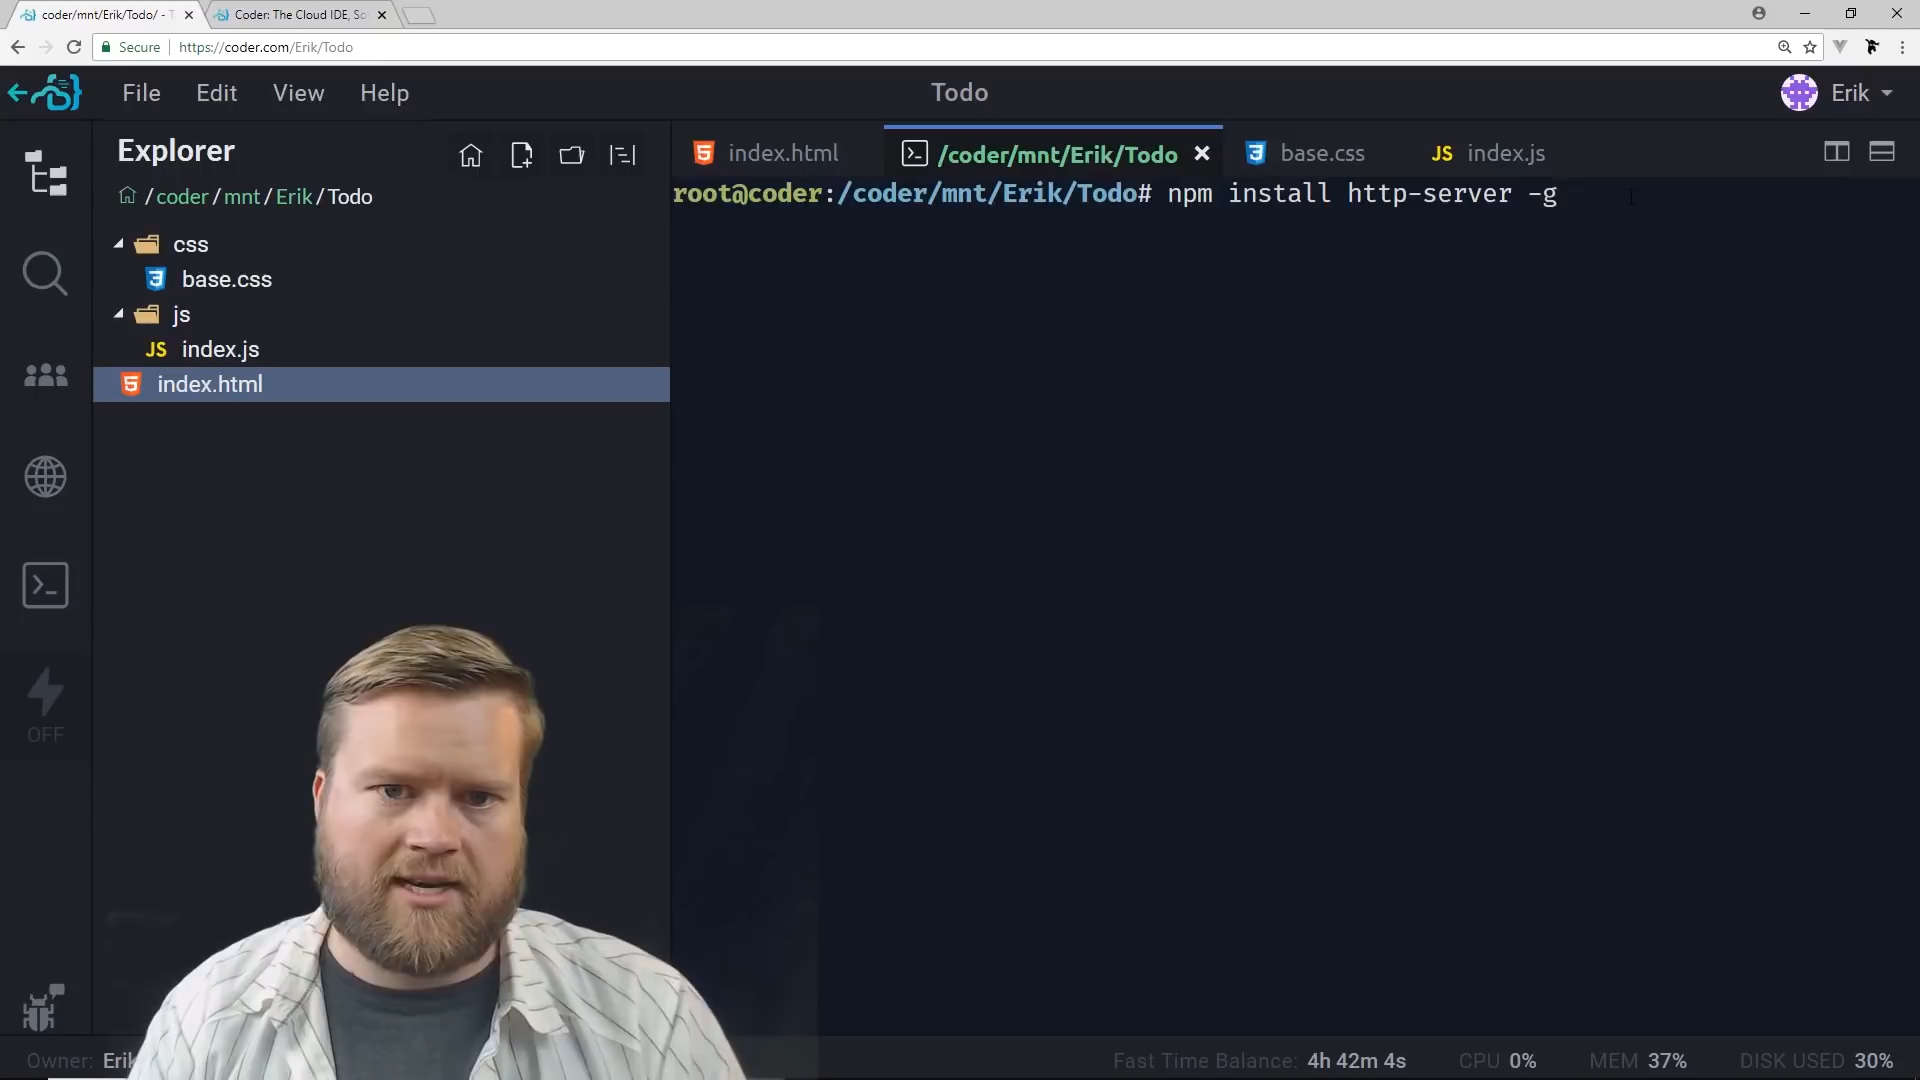 coder/mnt/Erik/Todo/ - T
Coder: The Cloud IDE, So
Secure
https://coder.com/Erik/Todo
File Edit View Help
Todo
Erik
Explorer
/ coder / mnt / Erik / Todo
css
base.css
js
JS index.js
index.html
OFF
index.html
/coder/mnt/Erik/Todo
base.css
JS index.js
root@coder:/coder/mnt/Erik/Todo# npm install http-server -g
Owner: Erik
Fast Time Balance: 4h 42m 4s
CPU 0%
MEM 37%
DISK USED 30%